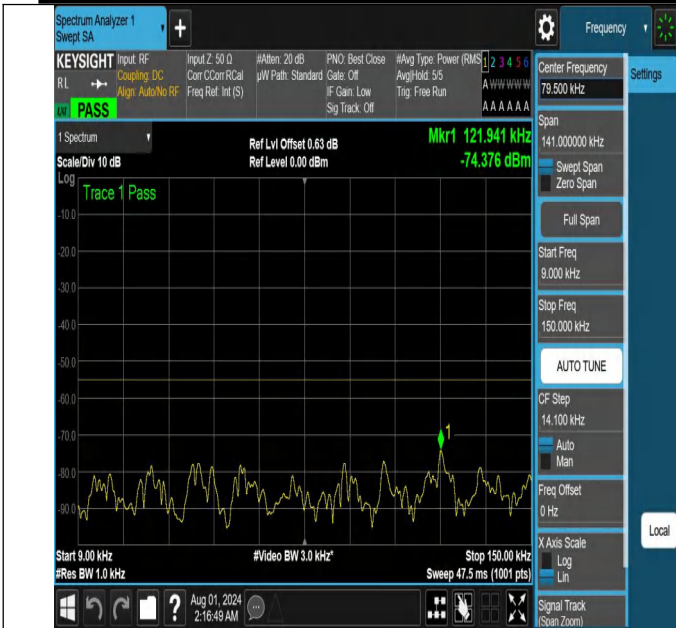 Spectrum Analyzer 1
Swept SA
+
Frequency
KEYSIGHT
RL
PASS
Input: RF
Coupling: DC
Align: Auto/No RF
Input Z: 50 Ω
Corr CCorr RCal
Freq Ref: Int (S)
#Atten: 20 dB
µW Path: Standard
PNO: Best Close
Gate: Off
IF Gain: Low
Sig Track: Off
#Avg Type: Power (RMS
Avg|Hold: 5/5
Trig: Free Run
1 2 3 4 5 6
A W W W W W
A A A A A A
1 Spectrum
Scale/Div 10 dB
Log
Ref Lvl Offset 0.63 dB
Ref Level 0.00 dBm
Mkr1 121.941 kHz
-74.376 dBm
Trace 1 Pass
-10.0
-20.0
-30.0
-40.0
-50.0
-60.0
-70.0
-80.0
-90.0
1
Start 9.00 kHz
#Res BW 1.0 kHz
#Video BW 3.0 kHz*
Stop 150.00 kHz
Sweep 47.5 ms (1001 pts)
Center Frequency
79.500 kHz
Settings
Span
141.000000 kHz
Swept Span
Zero Span
Full Span
Start Freq
9.000 kHz
Stop Freq
150.000 kHz
AUTO TUNE
CF Step
14.100 kHz
Auto
Man
Freq Offset
0 Hz
X Axis Scale
Log
Lin
Local
Signal Track
(Span Zoom)
?
Aug 01, 2024
2:16:49 AM